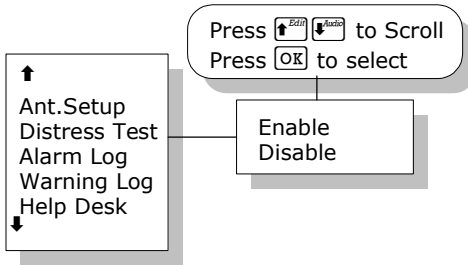 Press ⬆Edit ⬇Audio to Scroll
Press OK to select
⬆
Ant.Setup
Distress Test
Alarm Log
Warning Log
Help Desk
⬇
Enable
Disable